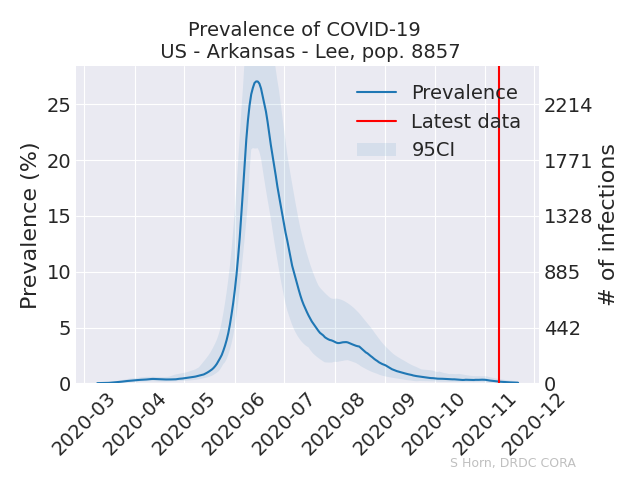 Prevalence of COVID-19
US - Arkansas - Lee, pop. 8857
Prevalence
Latest data
95CI
Prevalence (%)
25
20
15
10
5
0
2214
1771
1328
885
442
0
# of infections
2020-03
2020-04
2020-05
2020-06
2020-07
2020-08
2020-09
2020-10
2020-11
2020-12
S Horn, DRDC CORA